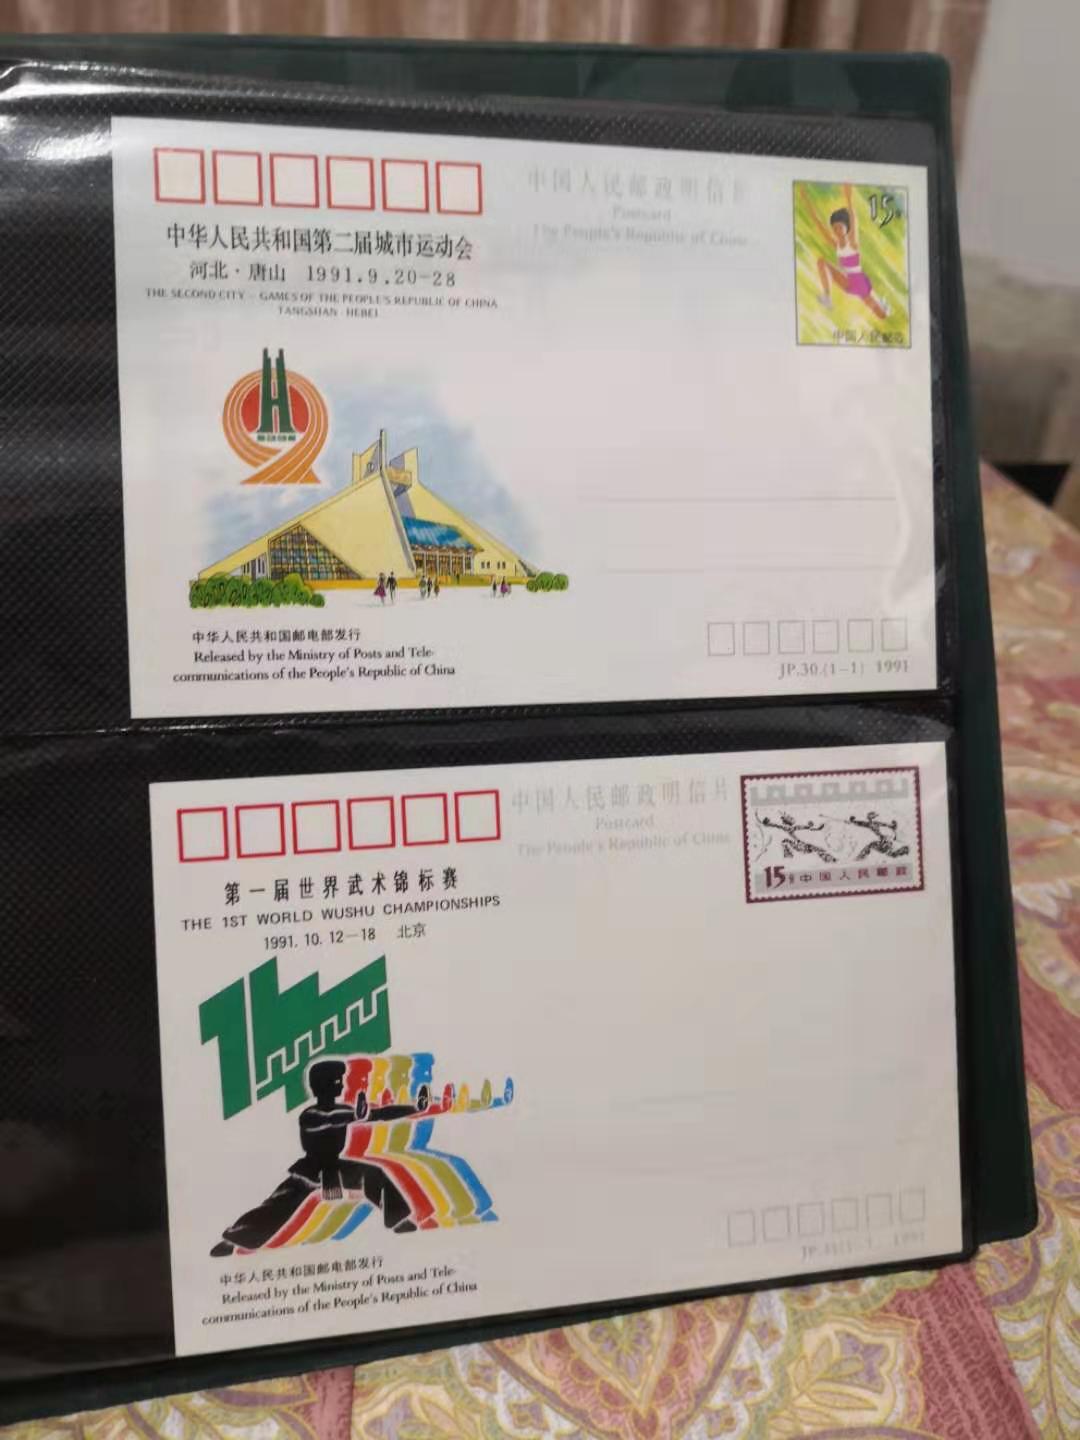 中国人民邮政明信片
Postcard
The People's Republic of China
15分
中国人民邮政
中华人民共和国第二届城市运动会
河北·唐山 1991.9.20-28
THE SECOND CITY-GAMES OF THE PEOPLE'S REPUBLIC OF CHINA
TANGSHAN·HEBEI
中华人民共和国邮电部发行
Released by the Ministry of Posts and Tele-
communications of the People's Republic of China
JP.30.(1-1) 1991
中国人民邮政明信片
Postcard
The People's Republic of China
15分中国人民邮政
第一届世界武术锦标赛
THE 1ST WORLD WUSHU CHAMPIONSHIPS
1991.10.12-18 北京
中华人民共和国邮电部发行
Released by the Ministry of Posts and Tele-
communications of the People's Republic of China
1991